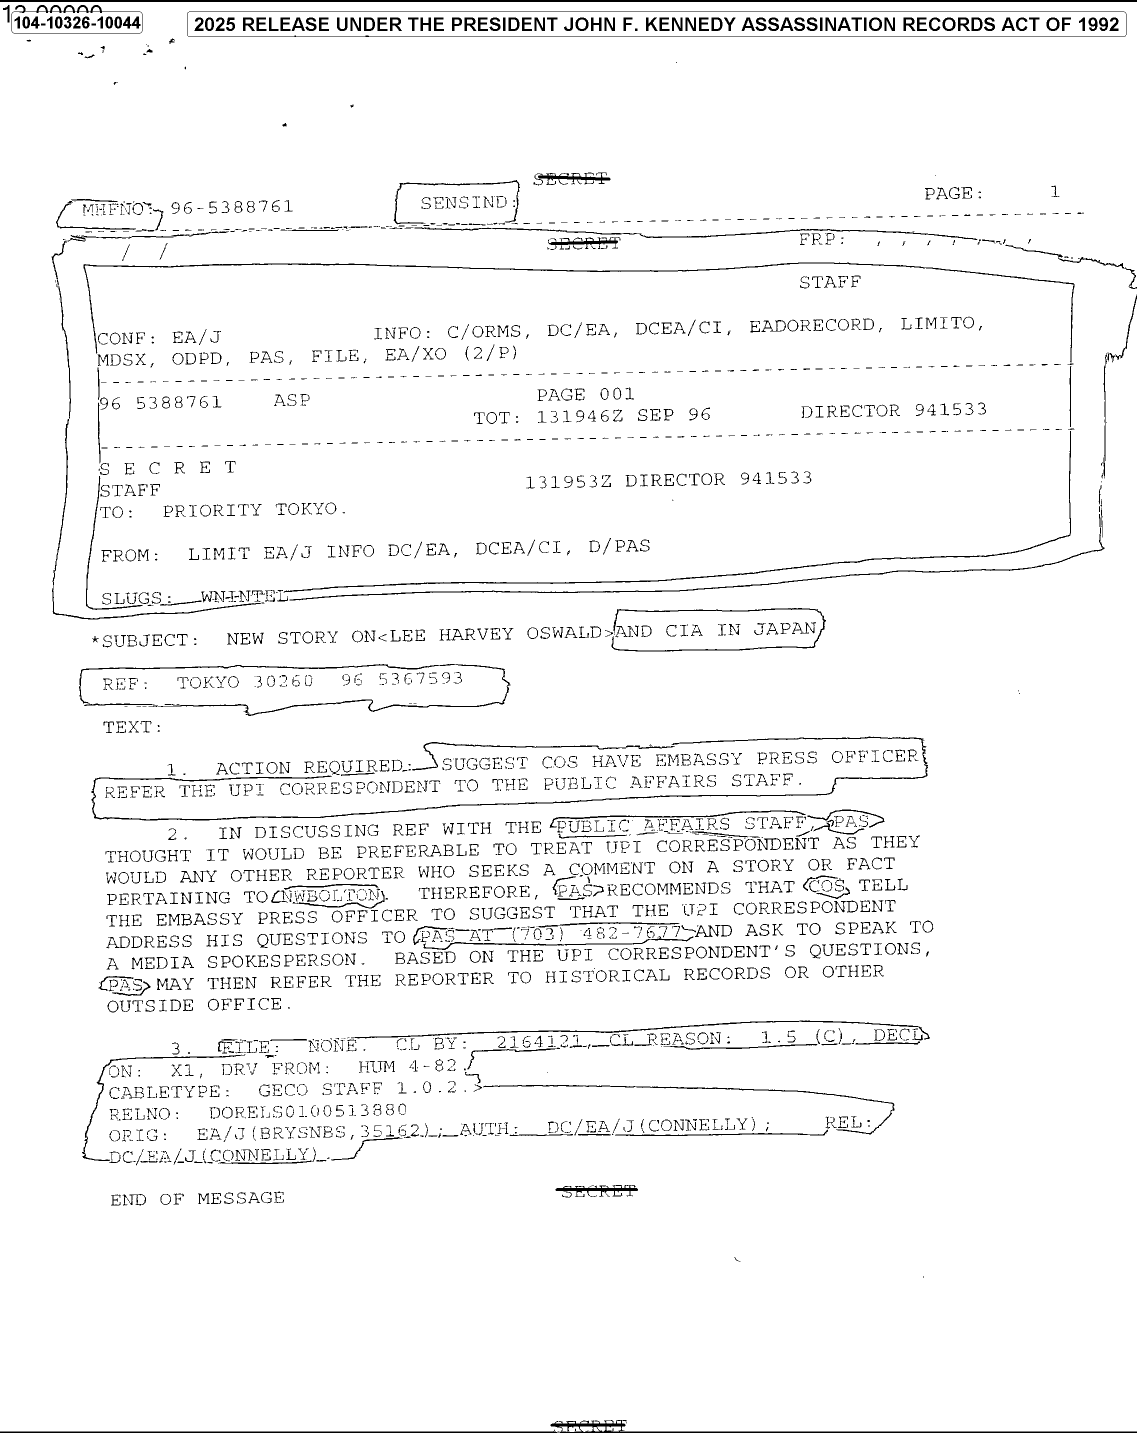 13-00000
104-10326-10044
2025 RELEASE UNDER THE PRESIDENT JOHN F. KENNEDY ASSASSINATION RECORDS ACT OF 1992
SECRET
MHFNO: 96-5388761 SENSIND: PAGE: 1
/ / SECRET FRP: , , , , , , ,
STAFF
CONF: EA/J INFO: C/ORMS, DC/EA, DCEA/CI, EADORECORD, LIMITO,
MDSX, ODPD, PAS, FILE, EA/XO (2/P)
96 5388761 ASP PAGE 001
TOT: 131946Z SEP 96 DIRECTOR 941533
S E C R E T
STAFF 131953Z DIRECTOR 941533
TO: PRIORITY TOKYO.
FROM: LIMIT EA/J INFO DC/EA, DCEA/CI, D/PAS
SLUGS: WNINTEL
*SUBJECT: NEW STORY ON<LEE HARVEY OSWALD>AND CIA IN JAPAN
REF: TOKYO 30260 96 5367593
TEXT:
1. ACTION REQUIRED: SUGGEST COS HAVE EMBASSY PRESS OFFICER
REFER THE UPI CORRESPONDENT TO THE PUBLIC AFFAIRS STAFF.
2. IN DISCUSSING REF WITH THE PUBLIC AFFAIRS STAFF, PAS
THOUGHT IT WOULD BE PREFERABLE TO TREAT UPI CORRESPONDENT AS THEY
WOULD ANY OTHER REPORTER WHO SEEKS A COMMENT ON A STORY OR FACT
PERTAINING TO NWBOLTON. THEREFORE, PAS RECOMMENDS THAT COS TELL
THE EMBASSY PRESS OFFICER TO SUGGEST THAT THE UPI CORRESPONDENT
ADDRESS HIS QUESTIONS TO PAS AT (703) 482-7677 AND ASK TO SPEAK TO
A MEDIA SPOKESPERSON. BASED ON THE UPI CORRESPONDENT'S QUESTIONS,
PAS MAY THEN REFER THE REPORTER TO HISTORICAL RECORDS OR OTHER
OUTSIDE OFFICE.
3. FILE: NONE. CL BY: 2164121, CL REASON: 1.5 (C), DECL
ON: X1, DRV FROM: HUM 4-82.
CABLETYPE: GECO STAFF 1.0.2.>
RELNO: DORELS0100513880
ORIG: EA/J(BRYSNBS,35162); AUTH: DC/EA/J(CONNELLY); REL:
DC/EA/J(CONNELLY).
END OF MESSAGE SECRET
SECRET